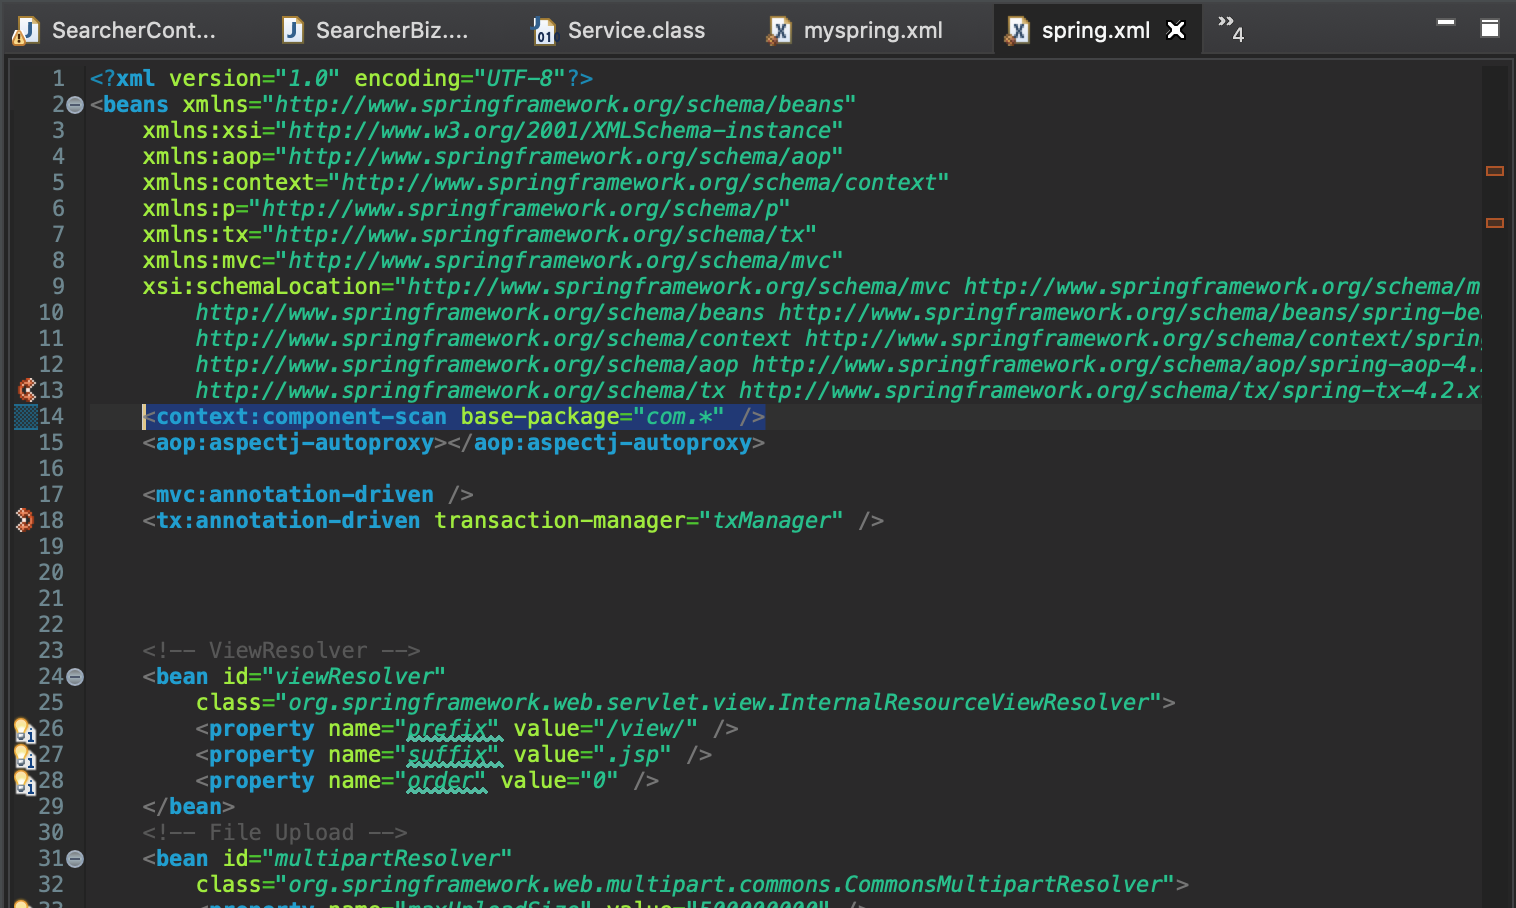 SearcherCont... SearcherBiz.... Service.class myspring.xml spring.xml »4
1 <?xml version="1.0" encoding="UTF-8"?>
2 <beans xmlns="http://www.springframework.org/schema/beans"
3 xmlns:xsi="http://www.w3.org/2001/XMLSchema-instance"
4 xmlns:aop="http://www.springframework.org/schema/aop"
5 xmlns:context="http://www.springframework.org/schema/context"
6 xmlns:p="http://www.springframework.org/schema/p"
7 xmlns:tx="http://www.springframework.org/schema/tx"
8 xmlns:mvc="http://www.springframework.org/schema/mvc"
9 xsi:schemaLocation="http://www.springframework.org/schema/mvc http://www.springframework.org/schema/m
10 http://www.springframework.org/schema/beans http://www.springframework.org/schema/beans/spring-be
11 http://www.springframework.org/schema/context http://www.springframework.org/schema/context/spring
12 http://www.springframework.org/schema/aop http://www.springframework.org/schema/aop/spring-aop-4.
13 http://www.springframework.org/schema/tx http://www.springframework.org/schema/tx/spring-tx-4.2.x
14 <context:component-scan base-package="com.*" />
15 <aop:aspectj-autoproxy></aop:aspectj-autoproxy>
16
17 <mvc:annotation-driven />
18 <tx:annotation-driven transaction-manager="txManager" />
19
20
21
22
23 <!-- ViewResolver -->
24 <bean id="viewResolver"
25 class="org.springframework.web.servlet.view.InternalResourceViewResolver">
26 <property name="prefix" value="/view/" />
27 <property name="suffix" value=".jsp" />
28 <property name="order" value="0" />
29 </bean>
30 <!-- File Upload -->
31 <bean id="multipartResolver"
32 class="org.springframework.web.multipart.commons.CommonsMultipartResolver">
33 <property name="maxUploadSize" value="500000000" />